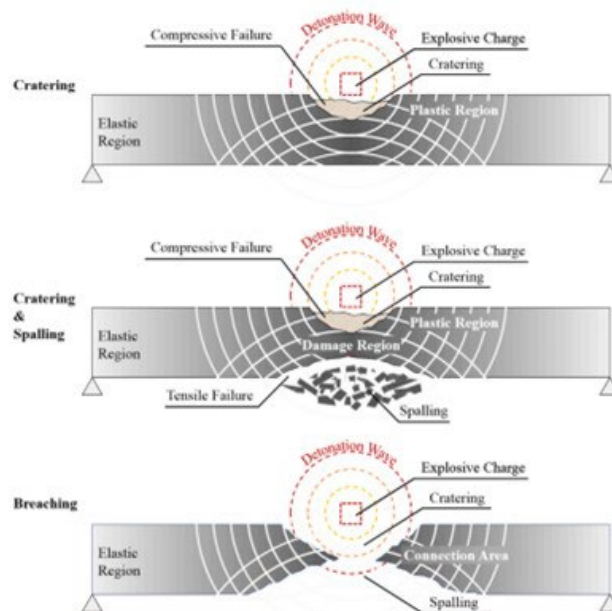 Detonation Wave
Compressive Failure
Explosive Charge
Cratering
Cratering
Plastic Region
Elastic
Region
Detonation Wave
Compressive Failure
Explosive Charge
Cratering
Cratering
&
Spalling
Plastic Region
Elastic
Region
Damage Region
Tensile Failure
Spalling
Detonation Wave
Explosive Charge
Breaching
Cratering
Elastic
Region
Connection Area
Spalling